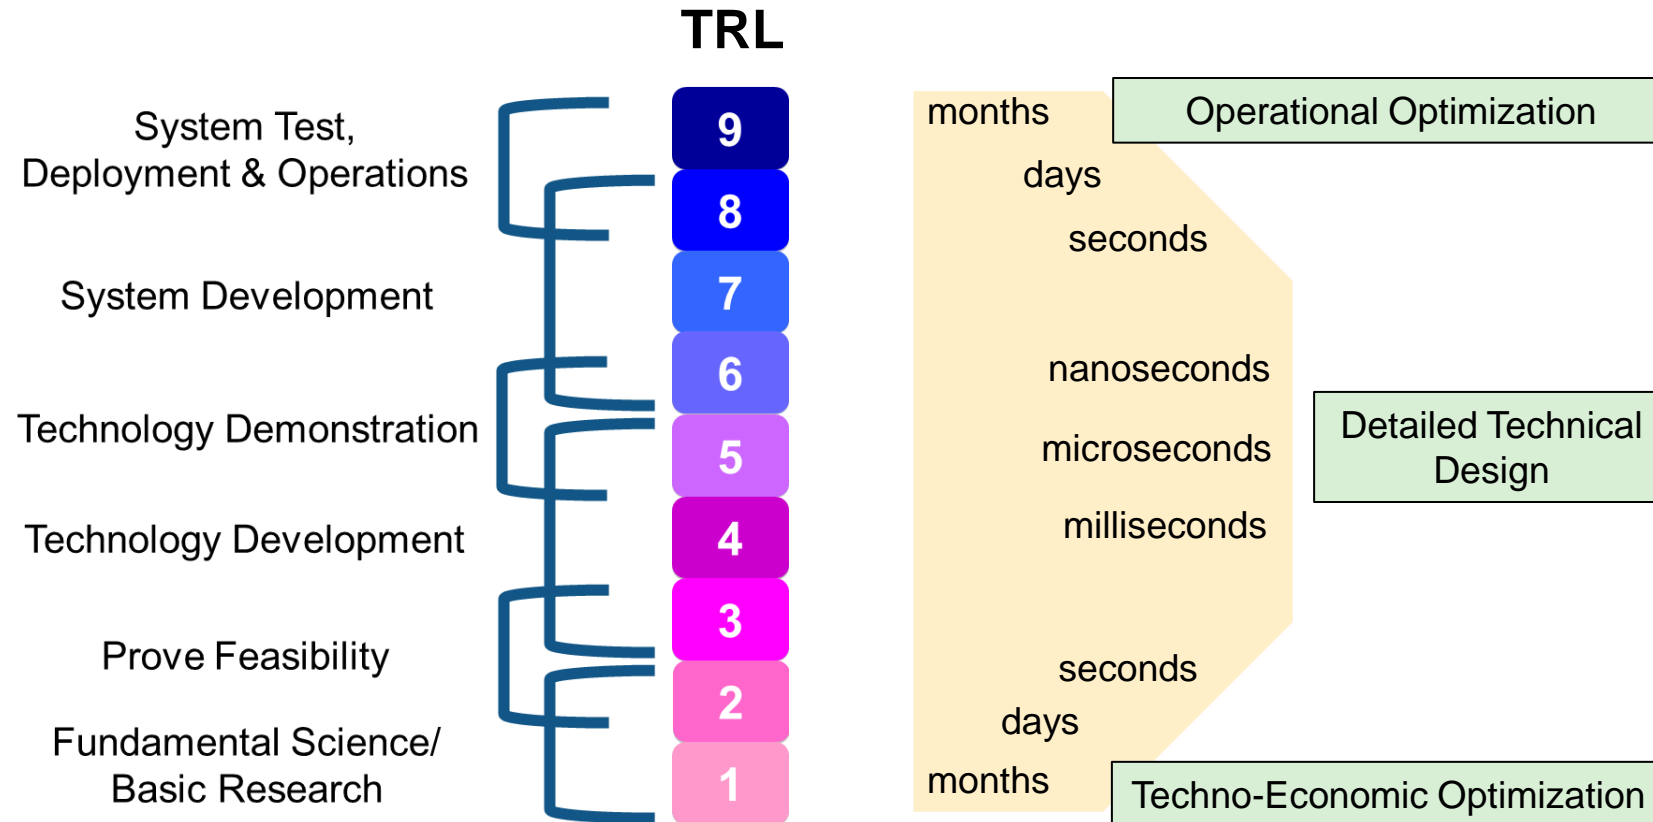 TRL
System Test,
Deployment & Operations
System Development
Technology Demonstration
Technology Development
Prove Feasibility
Fundamental Science/
Basic Research
9
8
7
6
5
4
3
2
1
months
days
seconds
nanoseconds
microseconds
milliseconds
seconds
days
months
Operational Optimization
Detailed Technical
Design
Techno-Economic Optimization